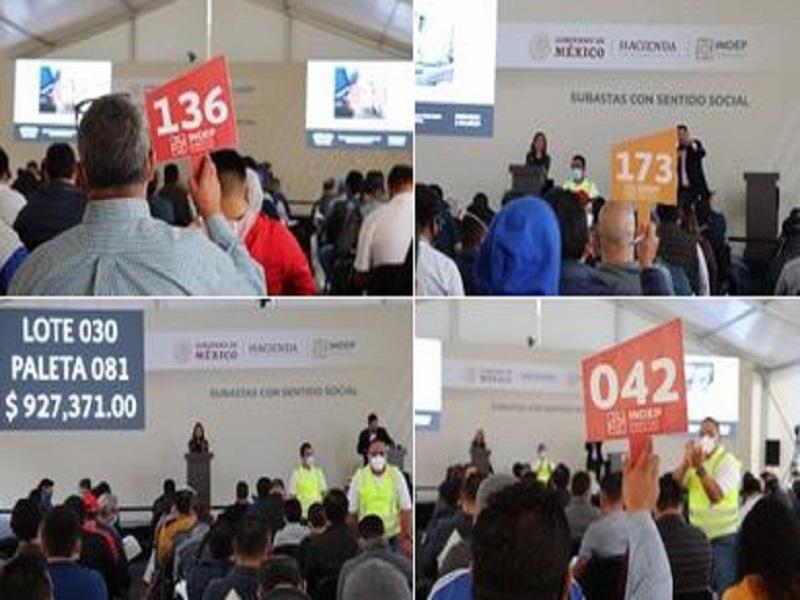 136
INDEP
GOBIERNO DE
MÉXICO
HACIENDA
INDEP
SUBASTAS CON SENTIDO SOCIAL
173
LOTE 030
PALETA 081
$ 927,371.00
GOBIERNO DE
MÉXICO
HACIENDA
INDEP
SUBASTAS CON SENTIDO SOCIAL
MÉXICO
042
INDEP